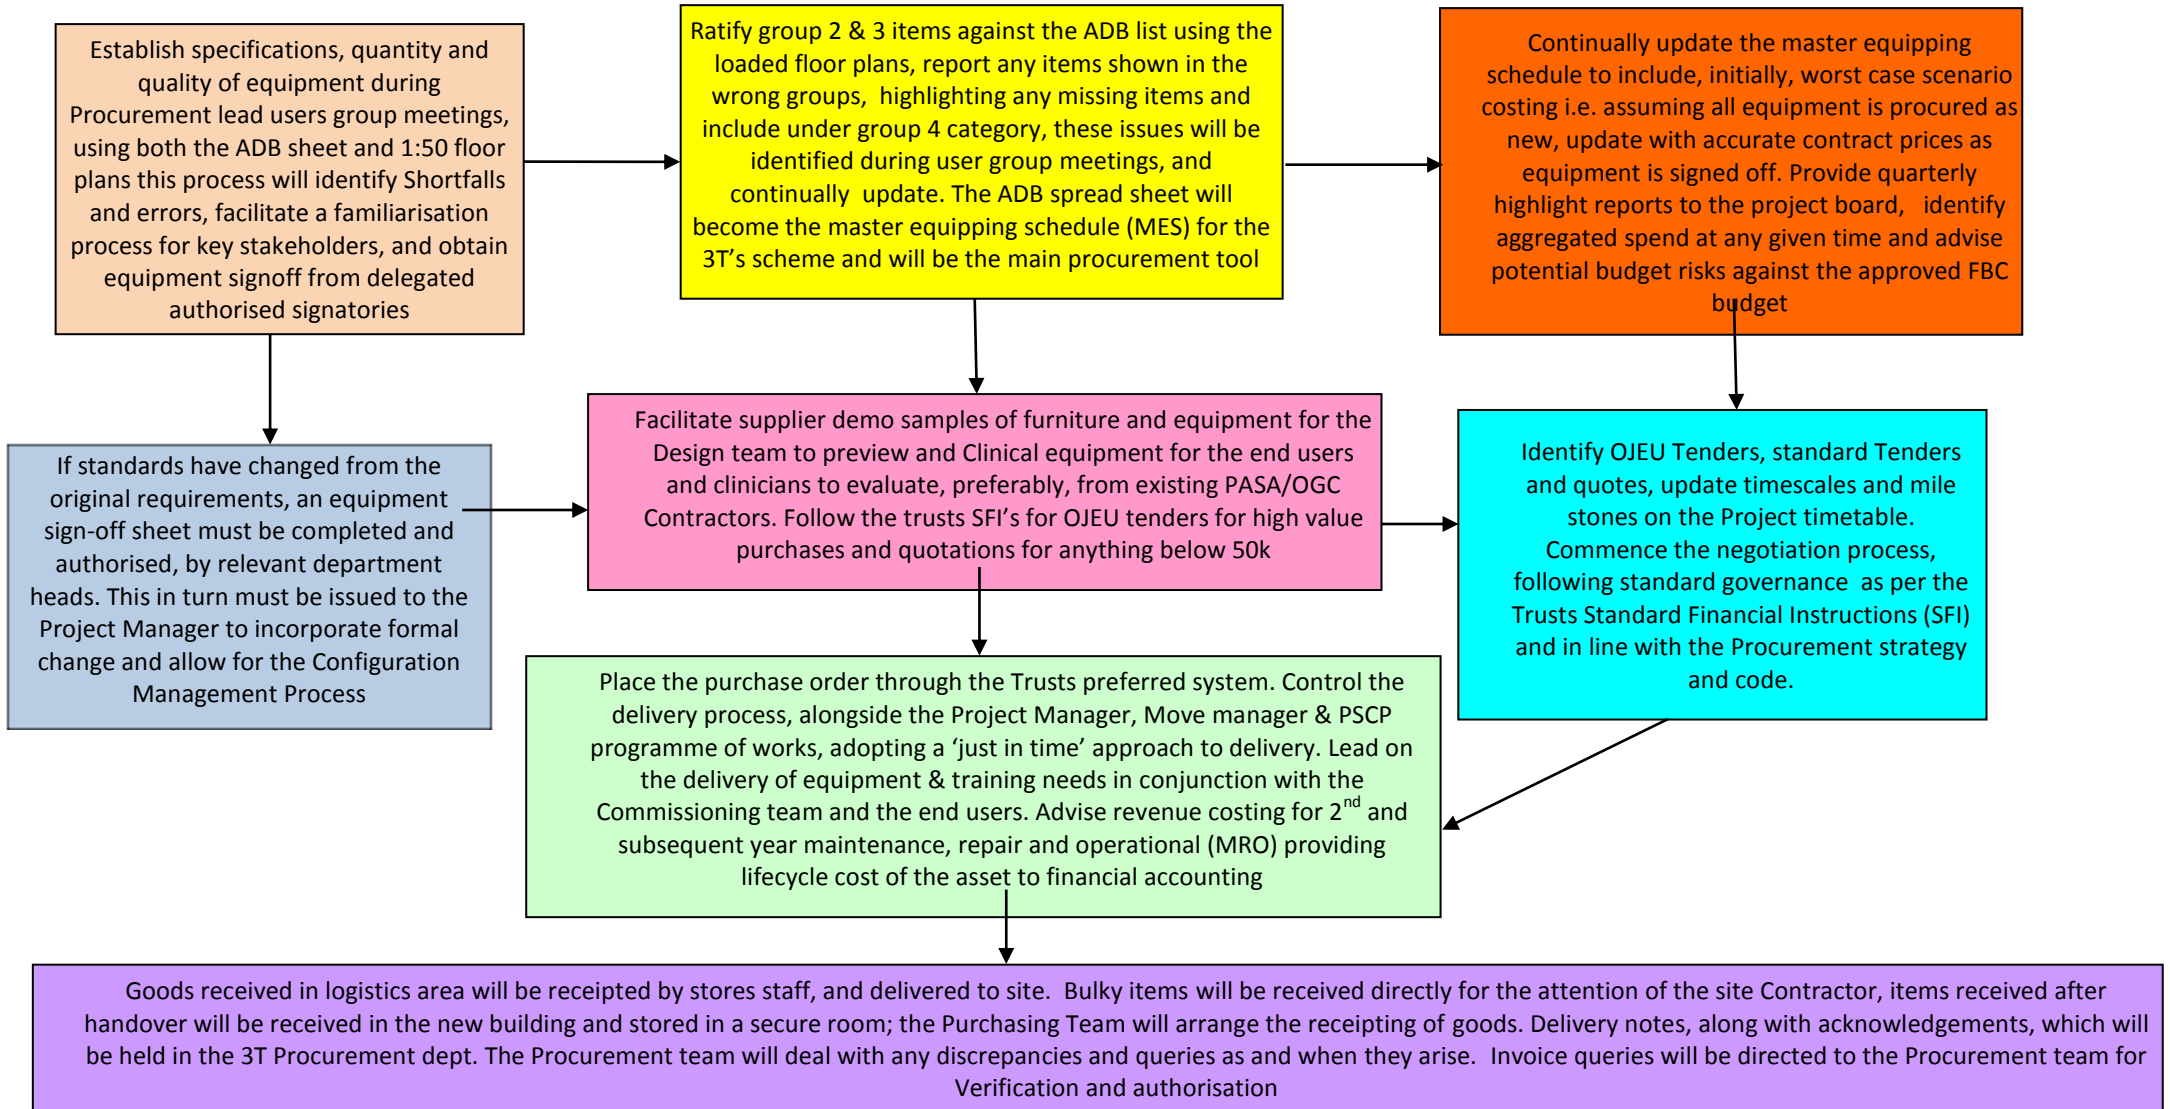 Establish specifications, quantity and
quality of equipment during
Procurement lead users group meetings,
using both the ADB sheet and 1:50 floor
plans this process will identify Shortfalls
and errors, facilitate a familiarisation
process for key stakeholders, and obtain
equipment signoff from delegated
authorised signatories
Ratify group 2 & 3 items against the ADB list using the
loaded floor plans, report any items shown in the
wrong groups, highlighting any missing items and
include under group 4 category, these issues will be
identified during user group meetings, and
continually update. The ADB spread sheet will
become the master equipping schedule (MES) for the
3T’s scheme and will be the main procurement tool
Continually update the master equipping
schedule to include, initially, worst case scenario
costing i.e. assuming all equipment is procured as
new, update with accurate contract prices as
equipment is signed off. Provide quarterly
highlight reports to the project board, identify
aggregated spend at any given time and advise
potential budget risks against the approved FBC
budget
If standards have changed from the
original requirements, an equipment
sign-off sheet must be completed and
authorised, by relevant department
heads. This in turn must be issued to the
Project Manager to incorporate formal
change and allow for the Configuration
Management Process
Facilitate supplier demo samples of furniture and equipment for the
Design team to preview and Clinical equipment for the end users
and clinicians to evaluate, preferably, from existing PASA/OGC
Contractors. Follow the trusts SFI’s for OJEU tenders for high value
purchases and quotations for anything below 50k
Identify OJEU Tenders, standard Tenders
and quotes, update timescales and mile
stones on the Project timetable.
Commence the negotiation process,
following standard governance as per the
Trusts Standard Financial Instructions (SFI)
and in line with the Procurement strategy
and code.
Place the purchase order through the Trusts preferred system. Control the
delivery process, alongside the Project Manager, Move manager & PSCP
programme of works, adopting a ‘just in time’ approach to delivery. Lead on
the delivery of equipment & training needs in conjunction with the
Commissioning team and the end users. Advise revenue costing for 2nd and
subsequent year maintenance, repair and operational (MRO) providing
lifecycle cost of the asset to financial accounting
Goods received in logistics area will be receipted by stores staff, and delivered to site. Bulky items will be received directly for the attention of the site Contractor, items received after
handover will be received in the new building and stored in a secure room; the Purchasing Team will arrange the receipting of goods. Delivery notes, along with acknowledgements, which will
be held in the 3T Procurement dept. The Procurement team will deal with any discrepancies and queries as and when they arise. Invoice queries will be directed to the Procurement team for
Verification and authorisation